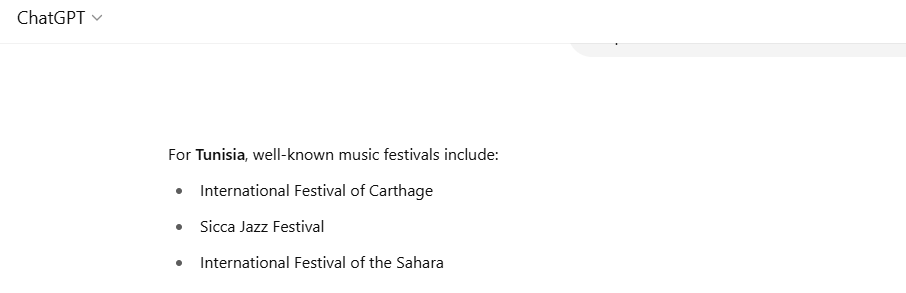 ChatGPT
For Tunisia, well-known music festivals include:
International Festival of Carthage
Sicca Jazz Festival
International Festival of the Sahara